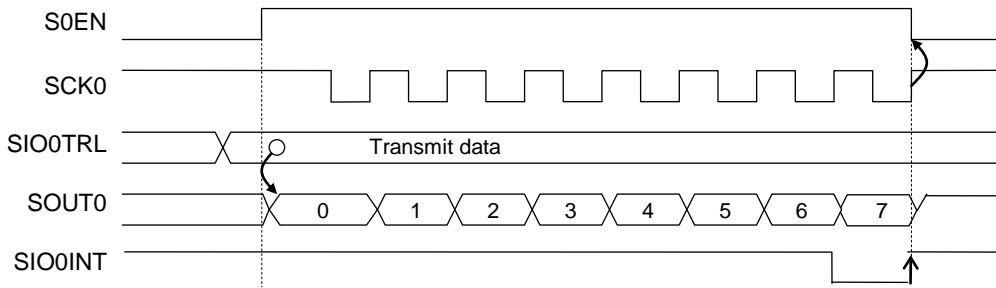 S0EN
SCK0
SIO0TRL
Transmit data
SOUT0
0 1 2 3 4 5 6 7
SIO0INT